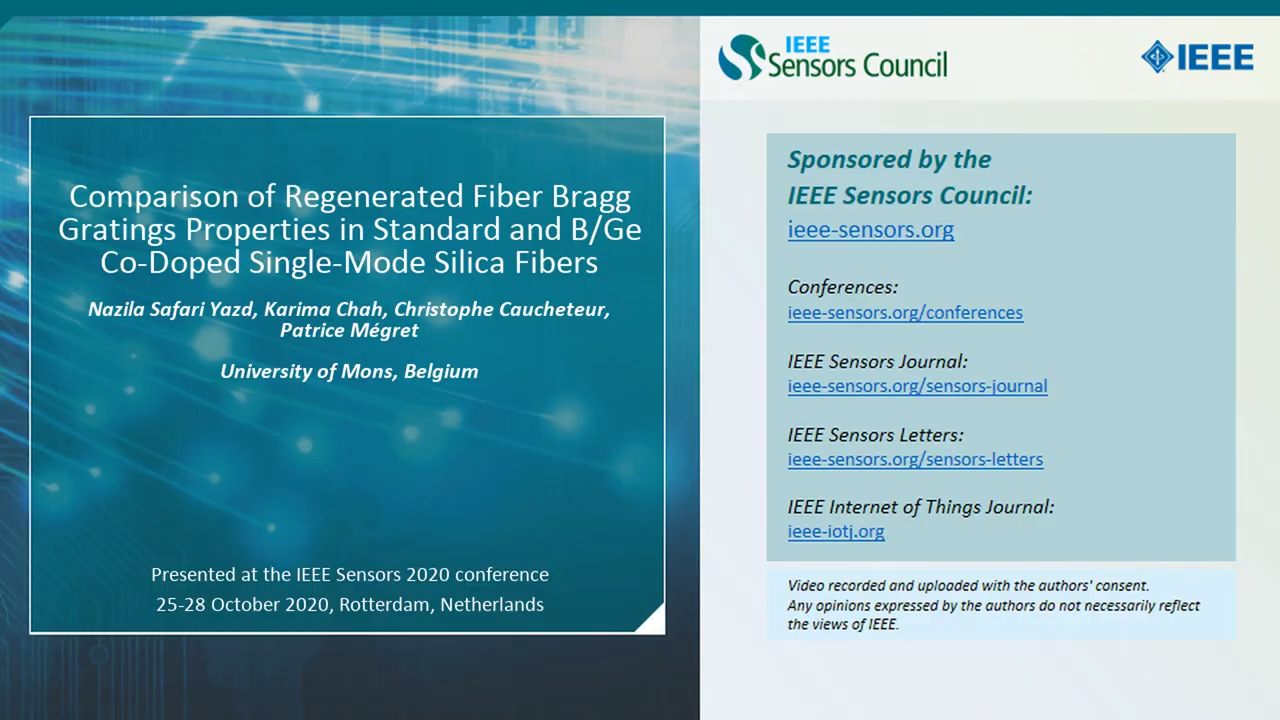 Comparison of Regenerated Fiber Bragg
Gratings Properties in Standard and B/Ge
Co-Doped Single-Mode Silica Fibers
Nazila Safari Yazd, Karima Chah, Christophe Caucheteur,
Patrice Mégret
University of Mons, Belgium
Presented at the IEEE Sensors 2020 conference
25-28 October 2020, Rotterdam, Netherlands
IEEE
Sensors Council
IEEE
Sponsored by the
IEEE Sensors Council:
ieee-sensors.org
Conferences:
ieee-sensors.org/conferences
IEEE Sensors Journal:
ieee-sensors.org/sensors-journal
IEEE Sensors Letters:
ieee-sensors.org/sensors-letters
IEEE Internet of Things Journal:
ieee-iotj.org
Video recorded and uploaded with the authors' consent.
Any opinions expressed by the authors do not necessarily reflect
the views of IEEE.